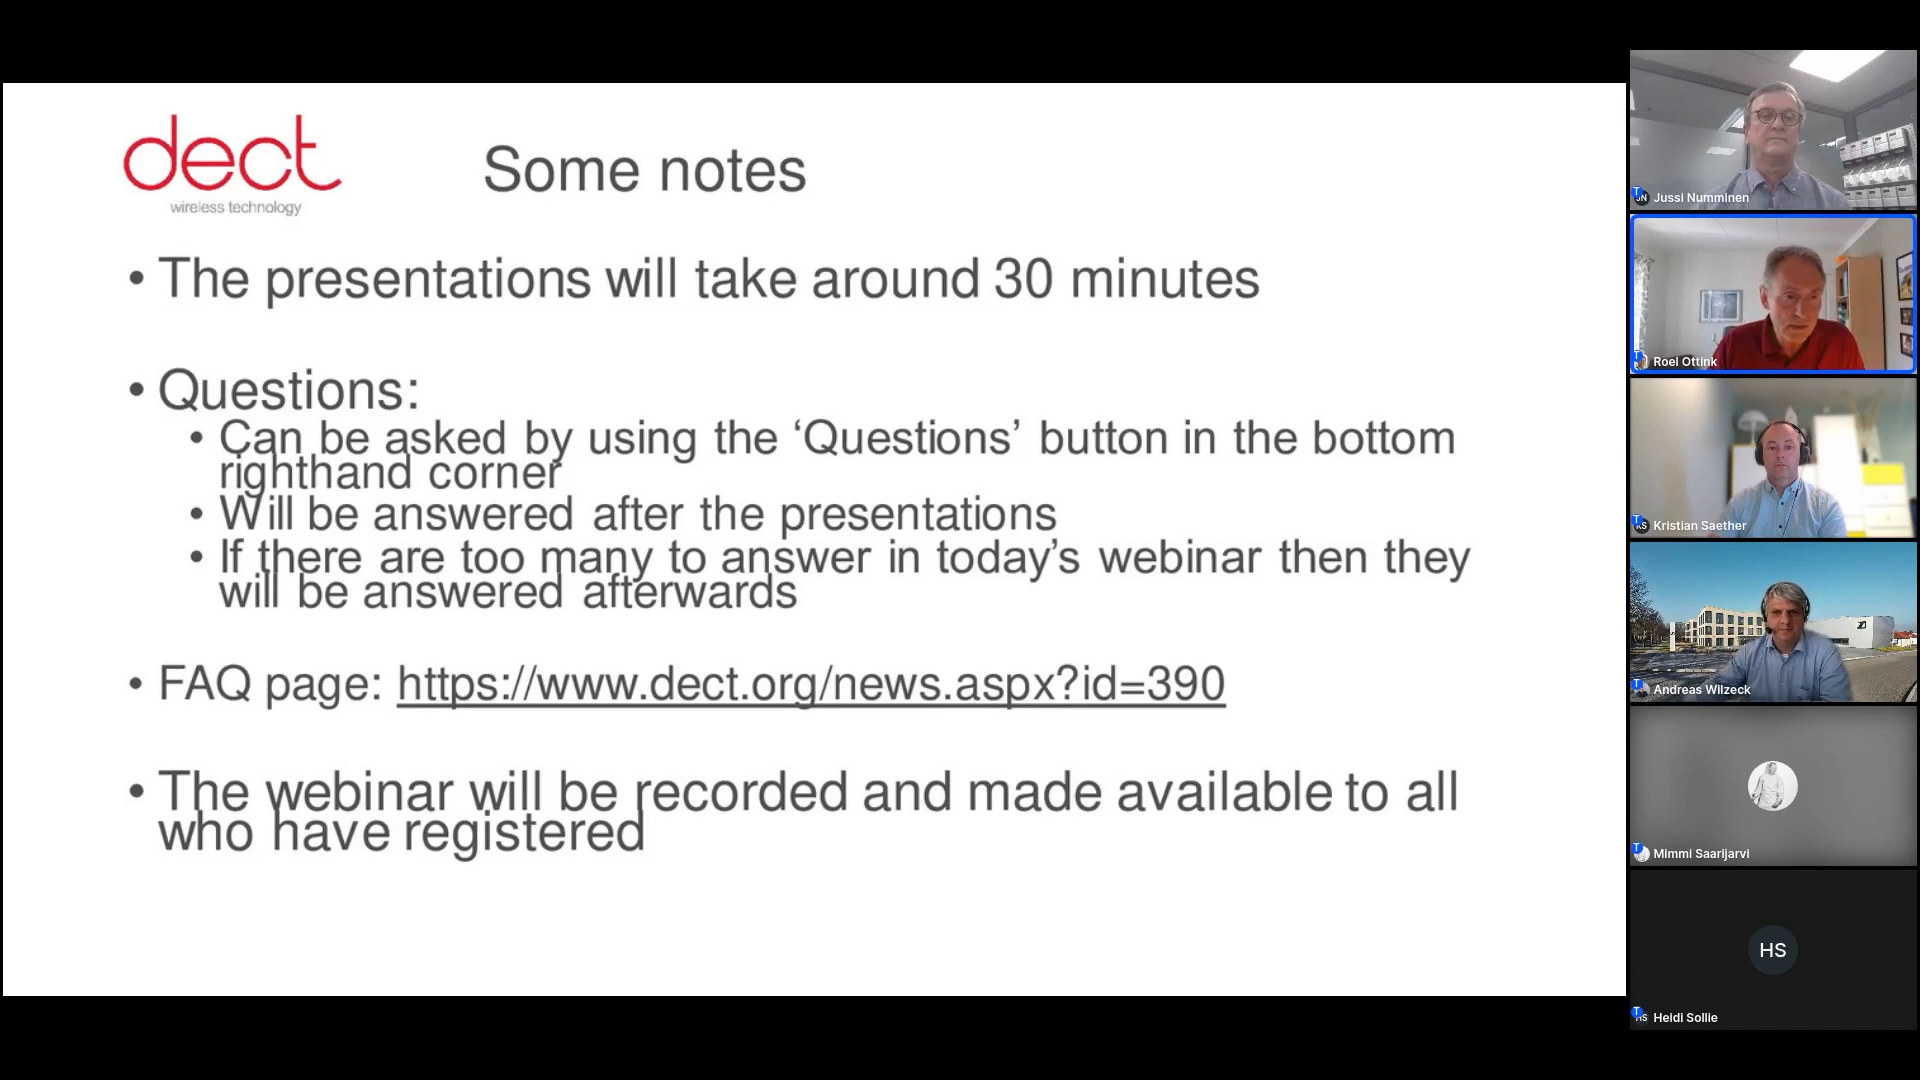 dect
wireless technology
Some notes
• The presentations will take around 30 minutes
• Questions:
• Can be asked by using the ‘Questions’ button in the bottom
righthand corner
• Will be answered after the presentations
• If there are too many to answer in today’s webinar then they
will be answered afterwards
• FAQ page: https://www.dect.org/news.aspx?id=390
• The webinar will be recorded and made available to all
who have registered
Jussi Numminen
Roel Ottink
Kristian Saether
Andreas Wilzeck
Mimmi Saarijarvi
HS
Heidi Sollie